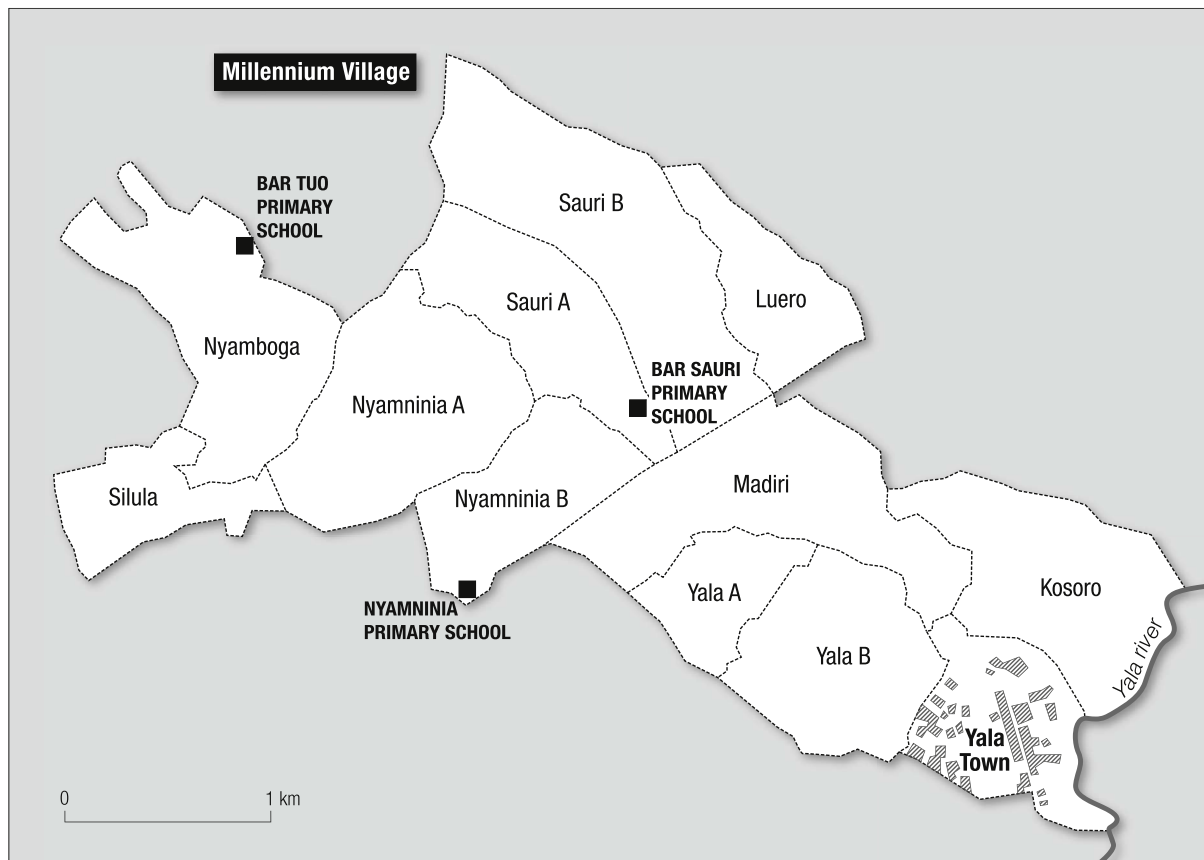 Millennium Village
BAR TUO
PRIMARY
SCHOOL
Sauri B
Luero
Sauri A
Nyamboga
BAR SAURI
PRIMARY
SCHOOL
Nyamninia A
Madiri
Silula
Nyamninia B
Kosoro
Yala A
NYAMNINIA
PRIMARY SCHOOL
Yala B
Yala river
Yala
Town
0 1 km